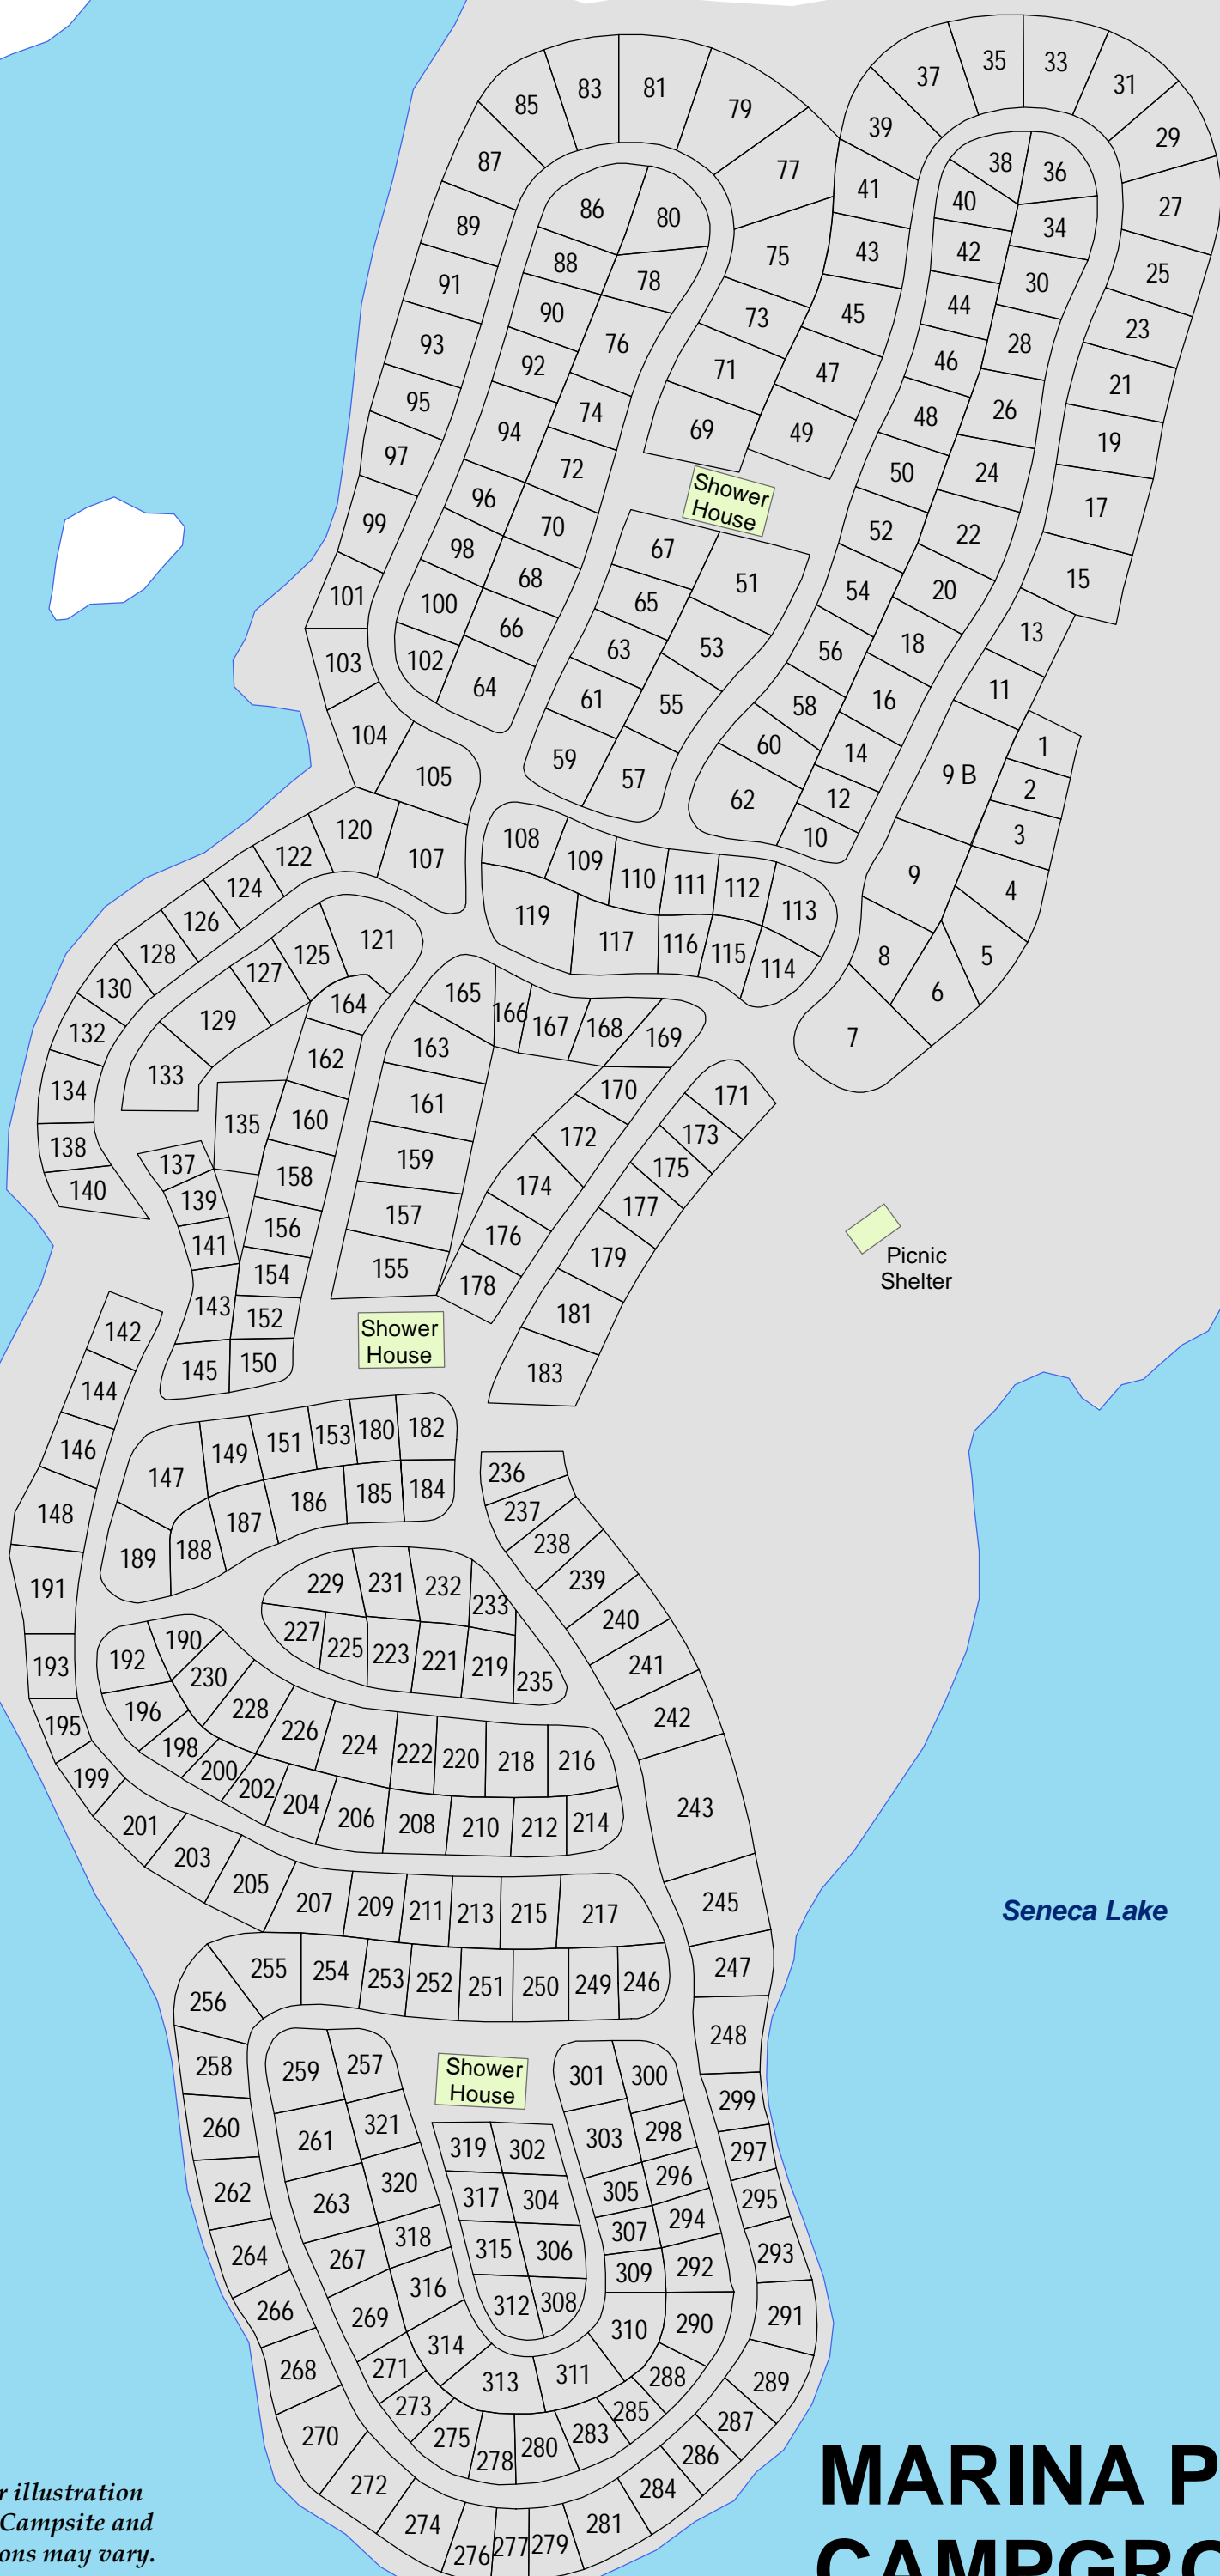 35 33
37 31
83 81
85 79
39 29
87 77 38 36
41 40 27
86 80 34
89 88 75 43 42 25
91 78 30
90 73 45 44 23
93 76 28
92 71 47 46 21
95 74 26
94 69 49 48 19
97 72 24
96 50 17
99 70 Shower House 52 22
98 67
68 51 15
101 100 65 54 20
66 53 13
103 102 63 56 18
64 61 55 58 16 11
104 59 60 14 1
105 57 9 B 2
120 108 62 12 3
122 107 109 10
124 110 111 112 9 4
126 119 113
128 125 121 117 116 115 8 5
130 127 114 6
132 129 164 165 166 167 168 169 7
134 133 162 163 170 171
138 135 160 161 172 173
140 137 158 159 174 175
139 156 157 176 177
141 154 155 178 179
142 143 152 181
144 145 150 183
Shower
House
Picnic
Shelter
146 147 149 151 153 180 182
148 189 188 187 186 185 184 236
191 229 231 232 233 237
193 192 190 227 225 223 221 219 235 238
195 196 230 228 226 224 222 220 218 216 239
199 198 200 202 204 206 208 210 212 214 240
201 241
203 242
205 243
207 209 211 213 215 217 245
Seneca Lake
256 255 254 253 252 251 250 249 246 247
258 259 257 301 300 248
Shower
House
260 261 321 319 302 303 298 299
262 263 320 317 304 305 296 297
264 267 318 315 306 307 294 295
266 269 316 312 308 309 292 293
268 271 314 310 290 291
270 273 313 311 288 289
275 278 280 283 285 287
272 286
274 284
276 277 279 281
MARINA P
CAMPGRO
r illustration
Campsite and
ons may vary.